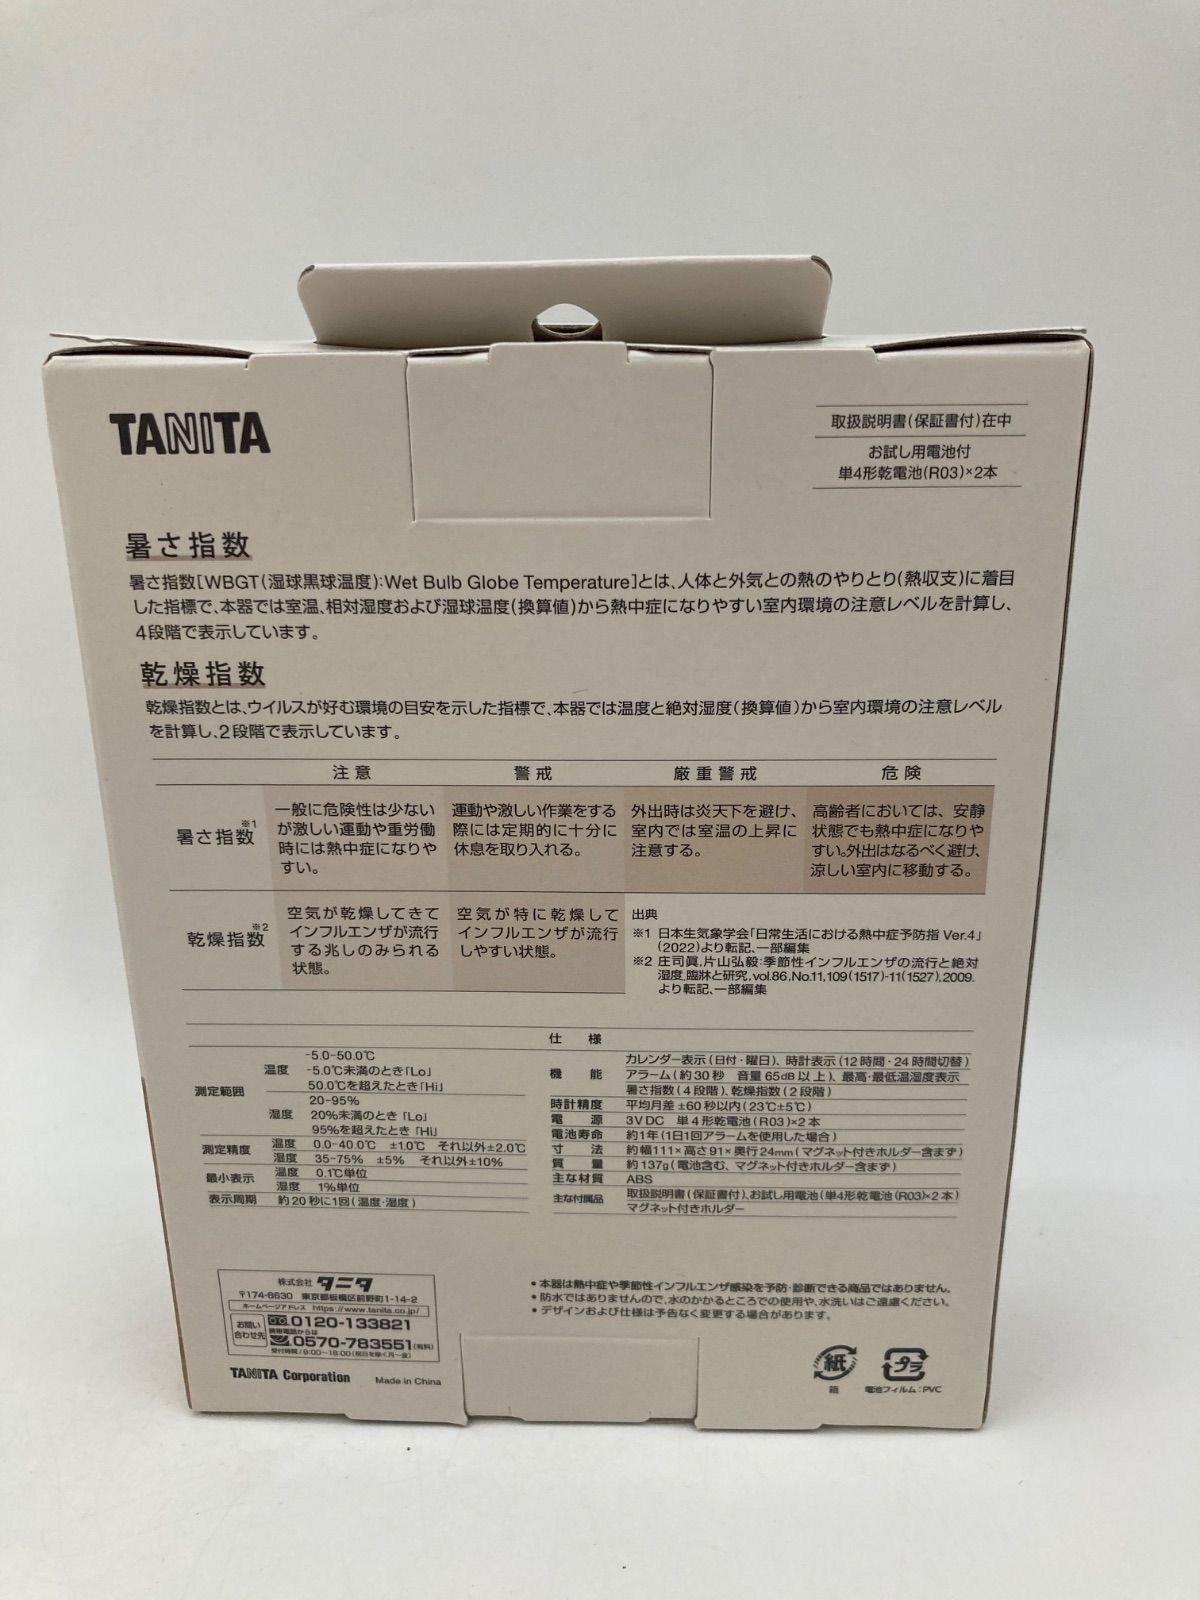 TANITA
取扱説明書(保証書付)在中
お試し用電池付
単4形乾電池(R03)×2本
暑さ指数
暑さ指数[WBGT(湿球黒球温度):Wet Bulb Globe Temperature]とは、人体と外気との熱のやりとり(熱収支)に着目
した指標で、本器では室温、相対湿度および湿球温度(換算値)から熱中症になりやすい室内環境の注意レベルを計算し、
4段階で表示しています。
乾燥指数
乾燥指数とは、ウイルスが好む環境の目安を示した指標で、本器では温度と絶対湿度(換算値)から室内環境の注意レベル
を計算し、2段階で表示しています。
注意 警戒 厳重警戒 危険
暑さ指数※1
一般に危険性は少ない
が激しい運動や重労働
時には熱中症になりや
すい。
運動や激しい作業をする
際には定期的に十分に
休息を取り入れる。
外出時は炎天下を避け、
室内では室温の上昇に
注意する。
高齢者においては、安静
状態でも熱中症になりや
すい。外出はなるべく避け、
涼しい室内に移動する。
乾燥指数※2
空気が乾燥してきて
インフルエンザが流行
する兆しのみられる
状態。
空気が特に乾燥して
インフルエンザが流行
しやすい状態。
出典
※1 日本生気象学会「日常生活における熱中症予防指 Ver.4」
(2022)より転記、一部編集
※2 庄司眞,片山弘毅:季節性インフルエンザの流行と絶対
湿度,臨牀と研究,vol.86,No.11,109(1517)-11(1527),2009.
より転記、一部編集
仕様
測定範囲
温度 -5.0-50.0℃
-5.0℃未満のとき「Lo」
50.0℃を超えたとき「Hi」
湿度 20-95%
20%未満のとき「Lo」
95%を超えたとき「Hi」
測定精度 温度 0.0-40.0℃ ±1.0℃ それ以外±2.0℃
湿度 35-75% ±5% それ以外±10%
最小表示 温度 0.1℃単位
湿度 1%単位
表示周期 約20秒に1回(温度・湿度)
機能 カレンダー表示(日付・曜日)、時計表示(12時間・24時間切替)
アラーム(約30秒 音量65dB以上)、最高・最低温湿度表示
暑さ指数(4段階)、乾燥指数(2段階)
時計精度 平均月差±60秒以内(23℃±5℃)
電源 3V DC 単4形乾電池(R03)×2本
電池寿命 約1年(1日1回アラームを使用した場合)
寸法 約幅111×高さ91×奥行24mm(マグネット付きホルダー含まず)
質量 約137g(電池含む、マグネット付きホルダー含まず)
主な材質 ABS
主な付属品 取扱説明書(保証書付)、お試し用電池(単4形乾電池(R03)×2本)
マグネット付きホルダー
株式会社 タニタ
〒174-8630 東京都板橋区前野町1-14-2
ホームページアドレス https://www.tanita.co.jp/
お問い
合わせ先
0120-133821
携帯電話からは
0570-783551(有料)
受付時間/9:00~18:00(祝日を除く月~金)
TANITA Corporation Made in China
・本器は熱中症や季節性インフルエンザ感染を予防・診断できる商品ではありません。
・防水ではありませんので、水のかかるところでの使用や、水洗いはご遠慮ください。
・デザインおよび仕様は予告なく変更する場合があります。
紙
箱
プラ
電池フィルム:PVC